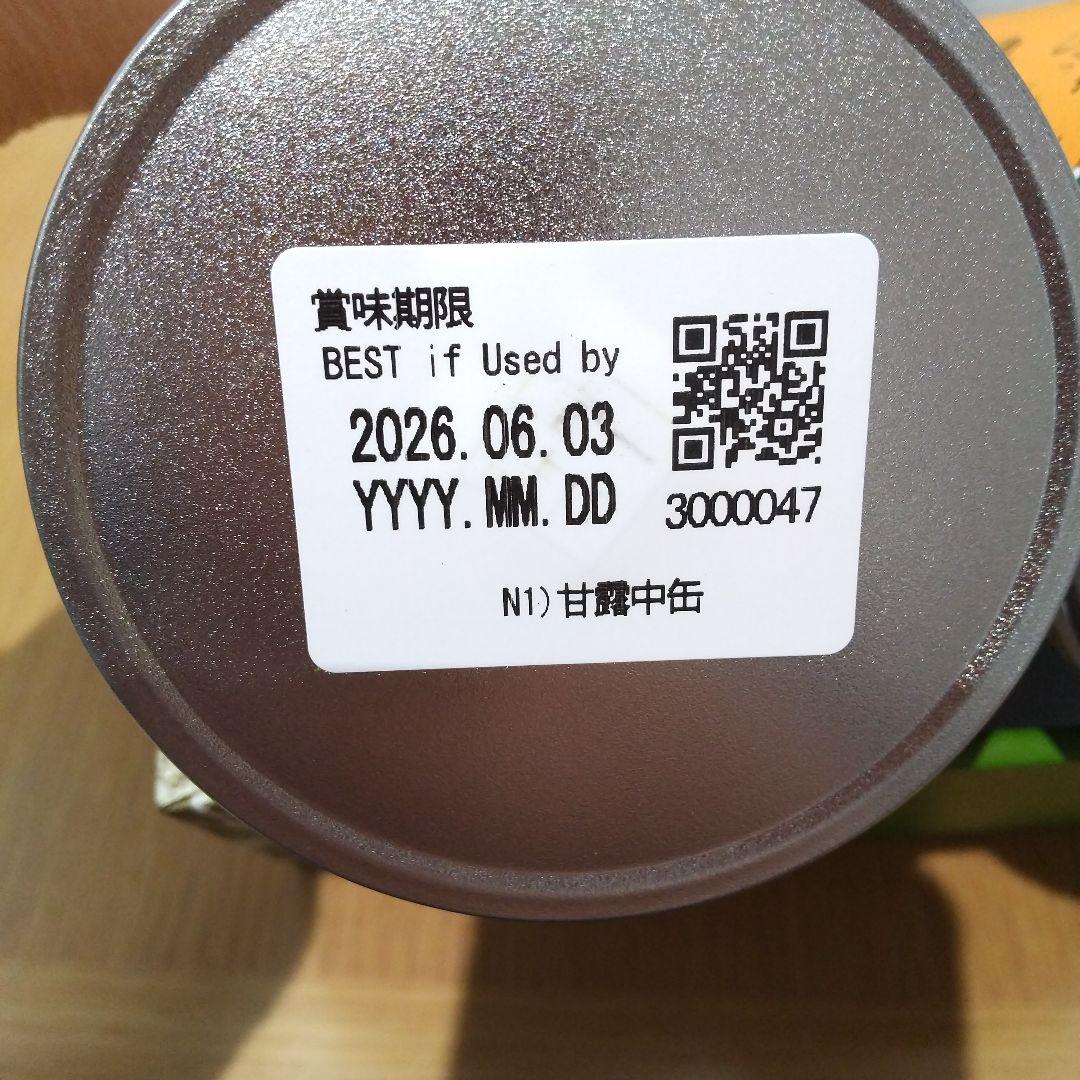 賞味期限
BEST if Used by
2026.06.03
YYYY.MM.DD
3000047
N1)甘露中缶